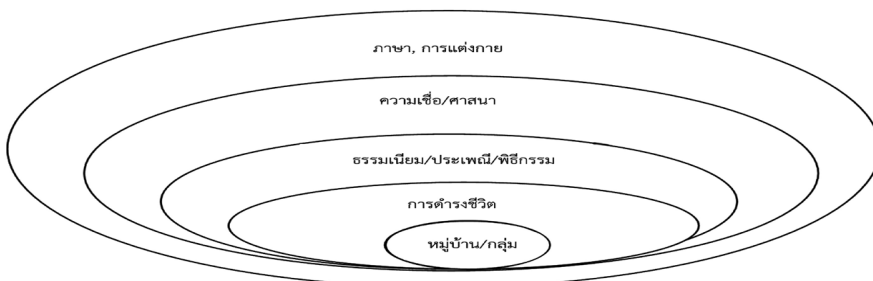 ภาษา, การแต่งกาย
ความเชื่อ/ศาสนา
ธรรมเนียม/ประเพณี/พิธีกรรม
การดำรงชีวิต
หมู่บ้าน/กลุ่ม